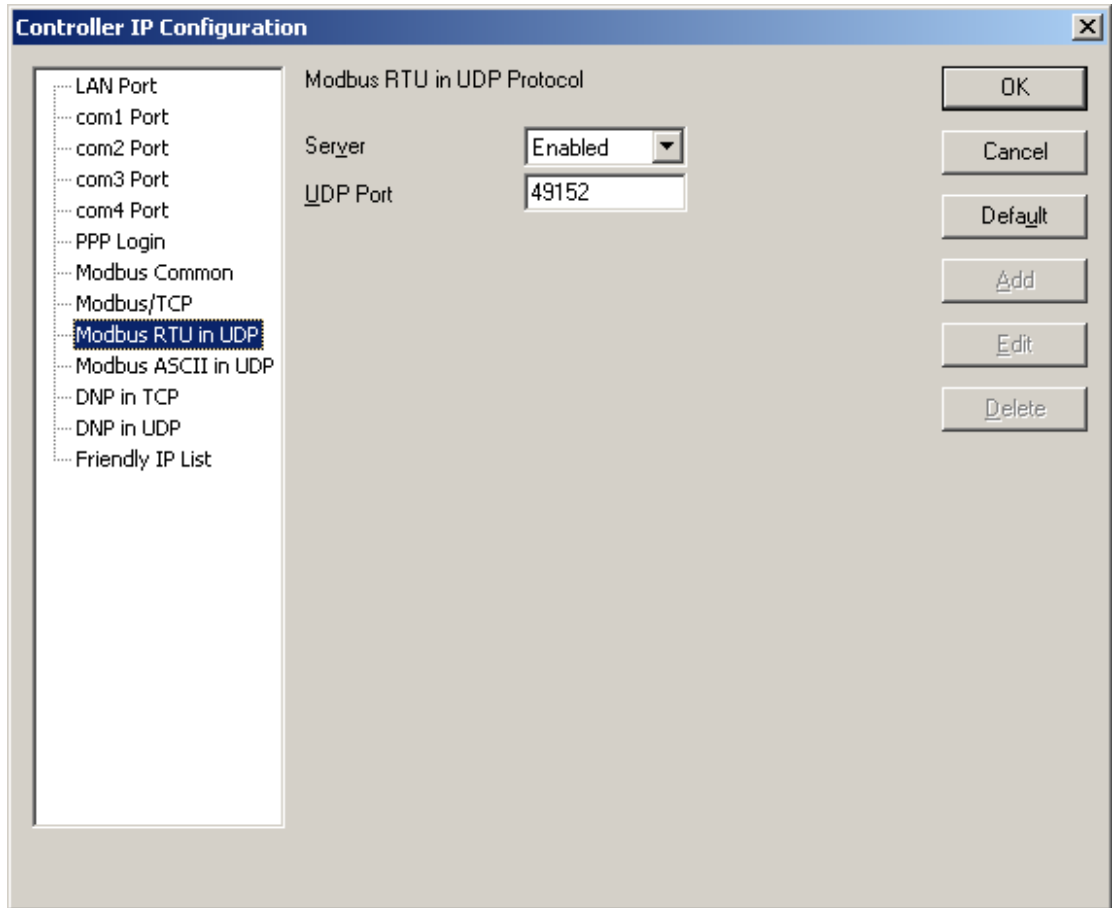 Controller IP Configuration
LAN Port
com1 Port
com2 Port
com3 Port
com4 Port
PPP Login
Modbus Common
Modbus/TCP
Modbus RTU in UDP
Modbus ASCII in UDP
DNP in TCP
DNP in UDP
Friendly IP List
Modbus RTU in UDP Protocol
Server Enabled
UDP Port 49152
OK
Cancel
Default
Add
Edit
Delete